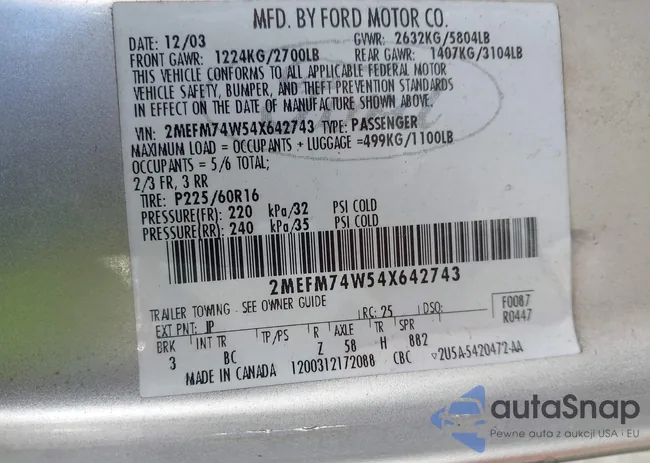 MFD. BY FORD MOTOR CO.
DATE: 12/03 GVWR: 2632KG/5804LB
FRONT GAWR: 1224KG/2700LB REAR GAWR: 1407KG/3104LB
THIS VEHICLE CONFORMS TO ALL APPLICABLE FEDERAL MOTOR
VEHICLE SAFETY, BUMPER, AND THEFT PREVENTION STANDARDS
IN EFFECT ON THE DATE OF MANUFACTURE SHOWN ABOVE.
VIN: 2MEFM74W54X642743 TYPE: PASSENGER
MAXIMUM LOAD = OCCUPANTS + LUGGAGE =499KG/1100LB
OCCUPANTS = 5/6 TOTAL;
2/3 FR, 3 RR
TIRE: P225/60R16
PRESSURE(FR) 220 kPa/32 PSI COLD
PRESSURE(RR) 240 kPa/35 PSI COLD
2MEFM74W54X642743
TRAILER TOWING - SEE OWNER GUIDE
F0087
R0447
EXT PNT: JP RC: 25 DSO:
BRK INT TR TP/PS R AXLE TR SPR
3 BC Z 58 H 882
MADE IN CANADA 1200312172088 CBC ▽2U5A-5420472-AA
autaSnap
Pewne auta z aukcji USA · EU